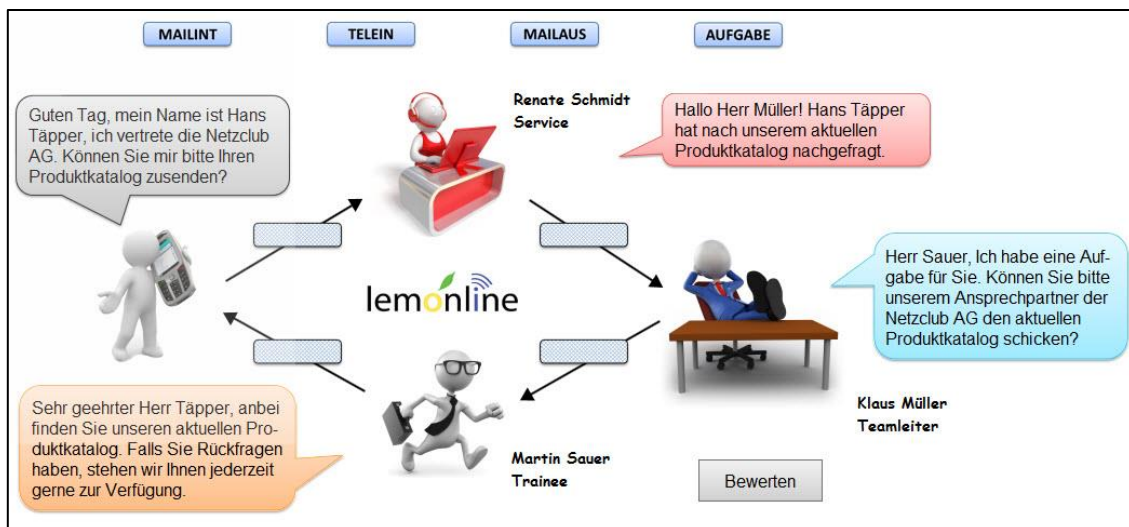 MAILINT
TELEIN
MAILAUS
AUFGABE
Guten Tag, mein Name ist Hans
Täpper, ich vertrete die Netzclub
AG. Können Sie mir bitte Ihren
Produktkatalog zusenden?
Renate Schmidt
Service
Hallo Herr Müller! Hans Täpper
hat nach unserem aktuellen
Produktkatalog nachgefragt.
Herr Sauer, Ich habe eine Auf-
gabe für Sie. Können Sie bitte
unserem Ansprechpartner der
Netzclub AG den aktuellen
Produktkatalog schicken?
lemonline
Klaus Müller
Teamleiter
Sehr geehrter Herr Täpper, anbei
finden Sie unseren aktuellen Pro-
duktkatalog. Falls Sie Rückfragen
haben, stehen wir Ihnen jederzeit
gerne zur Verfügung.
Martin Sauer
Trainee
Bewerten